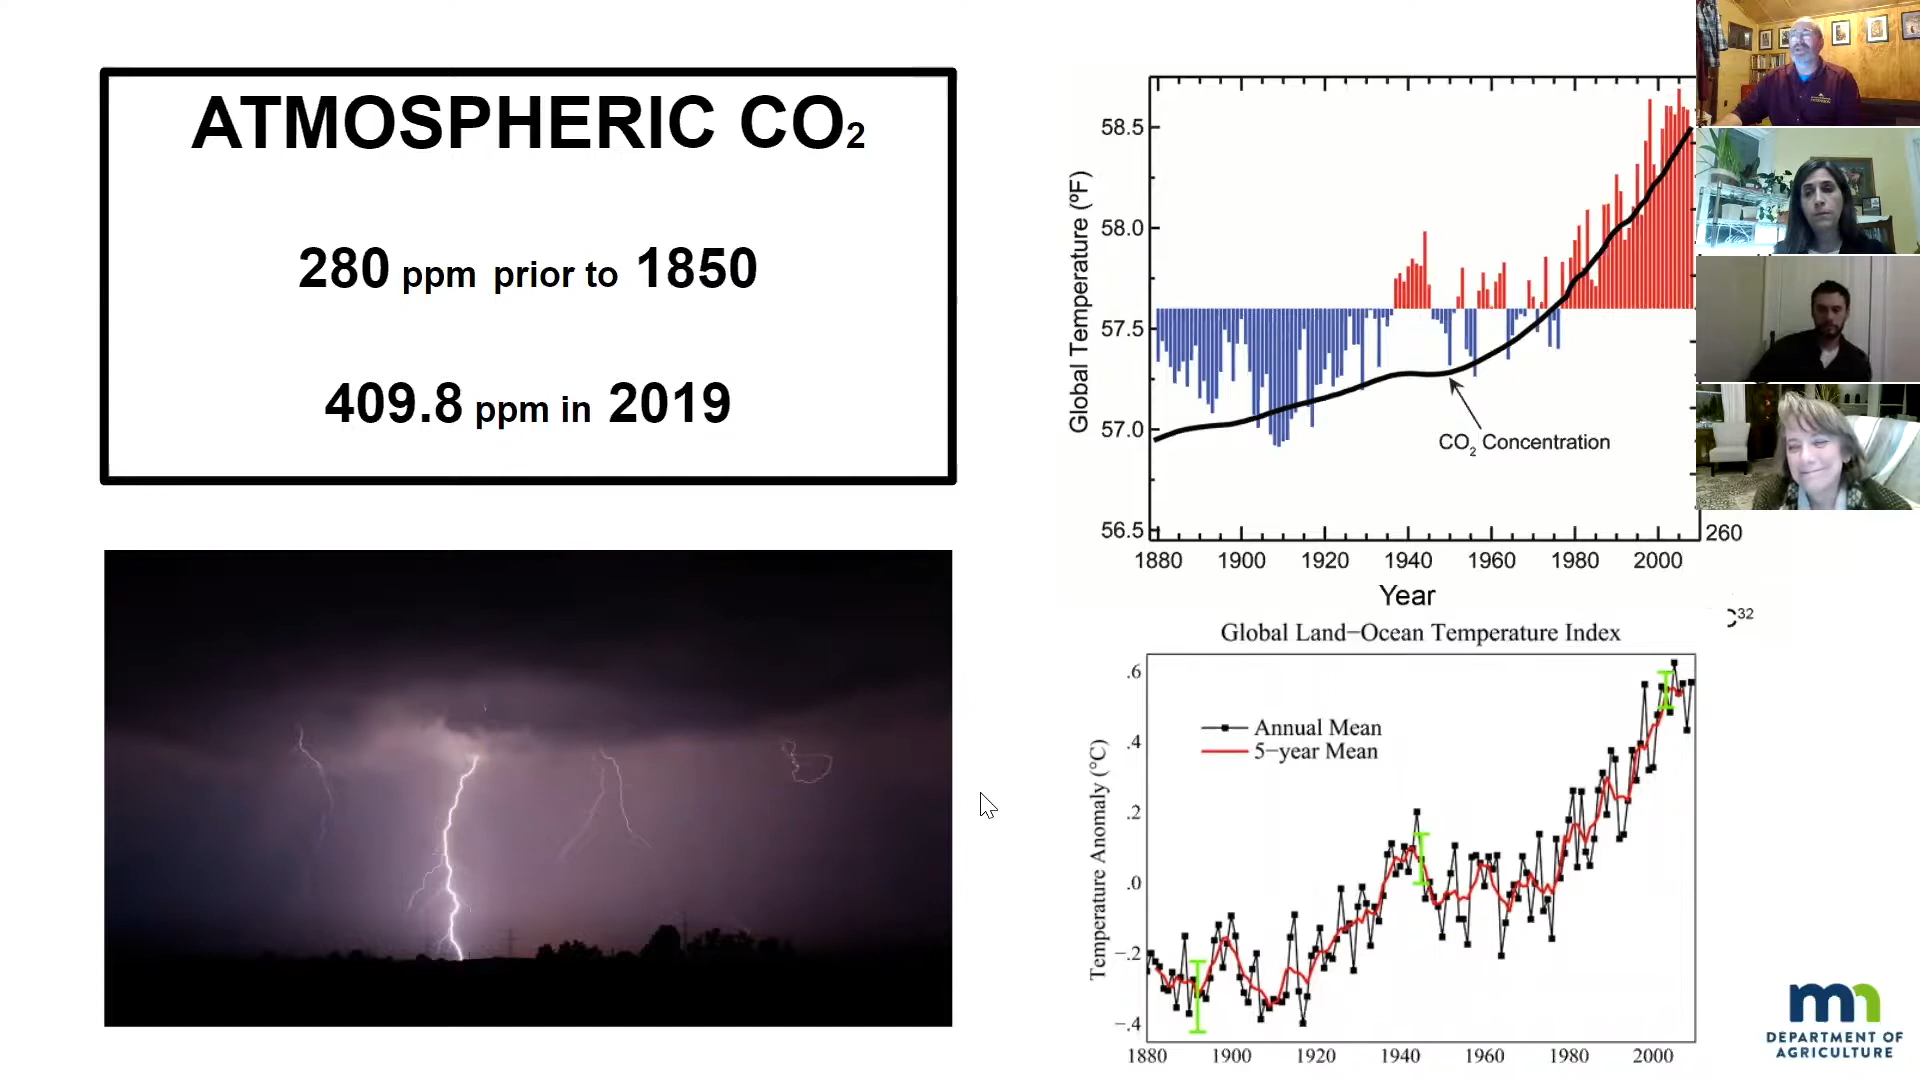 ATMOSPHERIC CO₂
280 ppm prior to 1850
409.8 ppm in 2019
Global Temperature (ºF)
58.5
58.0
57.5
57.0
56.5
CO₂ Concentration
260
1880 1900 1920 1940 1960 1980 2000
Year
C32
Global Land−Ocean Temperature Index
Temperature Anomaly (°C)
.6
.4
.2
.0
−.2
−.4
Annual Mean
5−year Mean
1880 1900 1920 1940 1960 1980 2000
mn
DEPARTMENT OF
AGRICULTURE